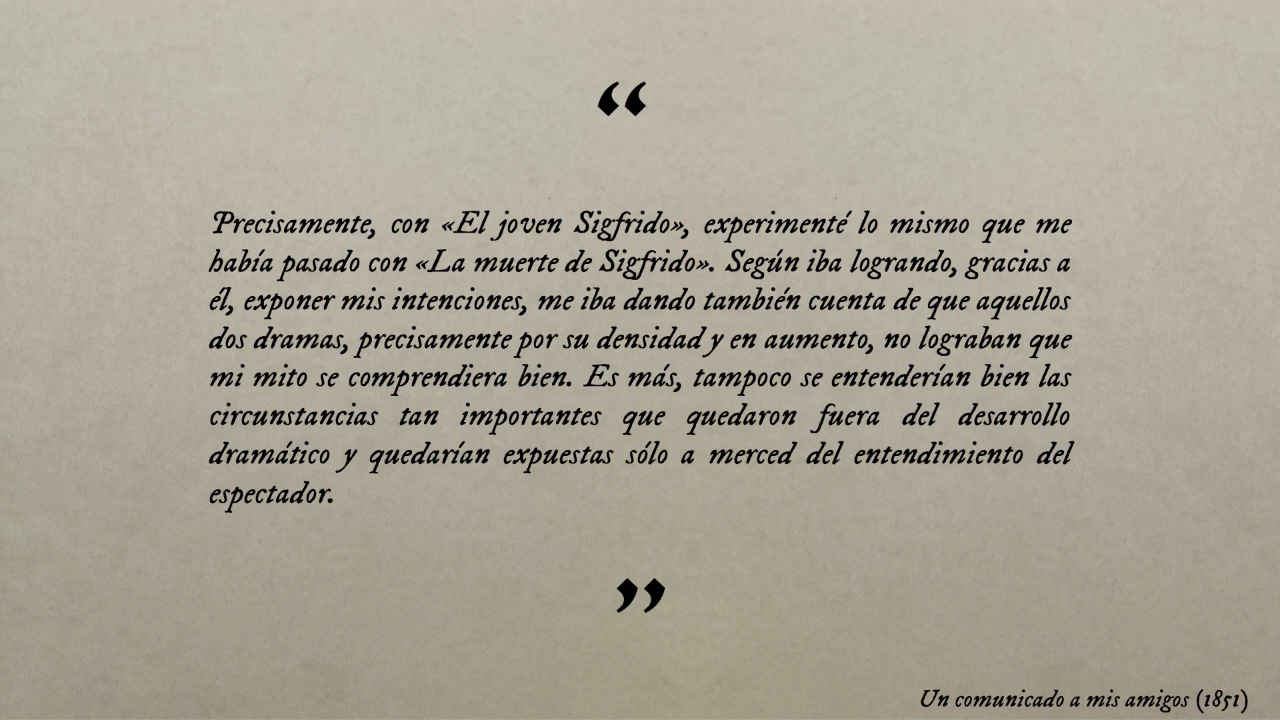 “
Precisamente, con «El joven Sigfrido», experimenté lo mismo que me
había pasado con «La muerte de Sigfrido». Según iba logrando, gracias a
él, exponer mis intenciones, me iba dando también cuenta de que aquellos
dos dramas, precisamente por su densidad y en aumento, no lograban que
mi mito se comprendiera bien. Es más, tampoco se entenderían bien las
circunstancias tan importantes que quedaron fuera del desarrollo
dramático y quedarían expuestas sólo a merced del entendimiento del
espectador.
”
Un comunicado a mis amigos (1851)